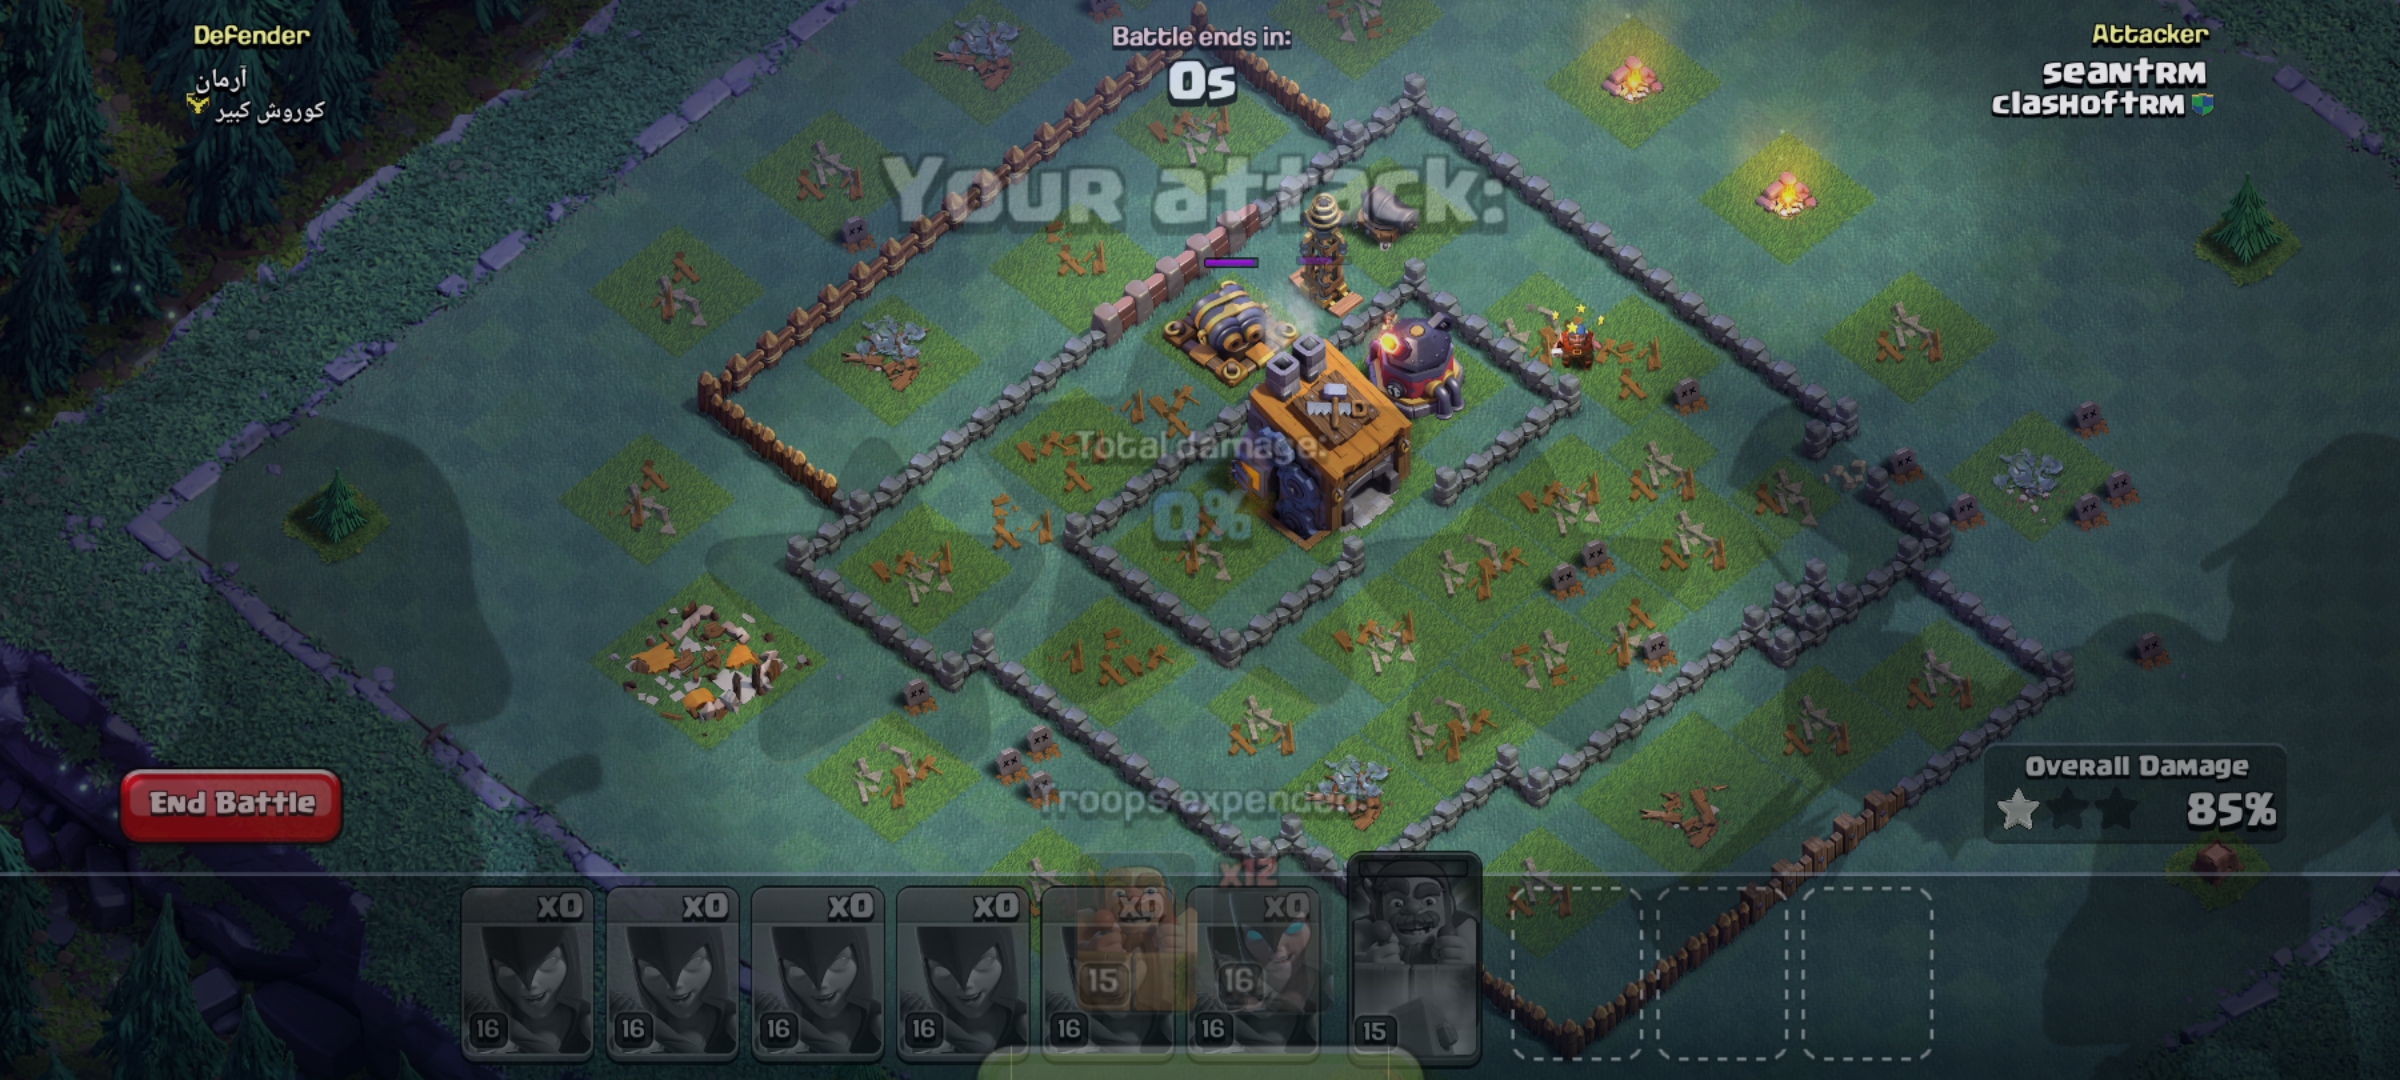 Defender
آرمان
کوروش کبیر
Battle ends in:
0s
Attacker
seantRM
clashoftRM
Your attack:
Total damage:
0%
Troops expended:
End Battle
Overall Damage
85%
x12
x0 x0 x0 x0 x0 x0
15 16
16 16 16 16 16 16 15